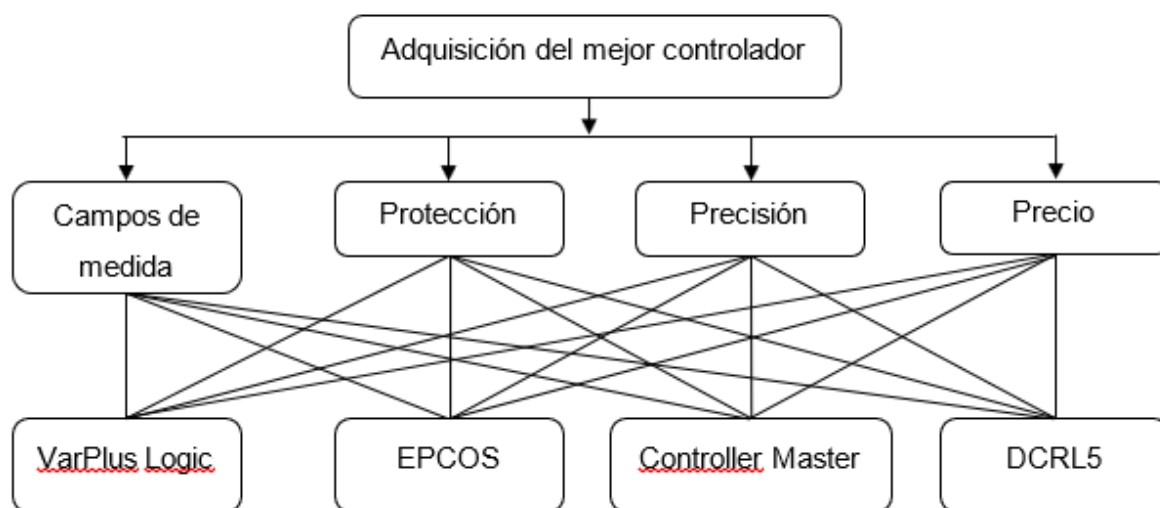 Adquisición del mejor controlador
Campos de
medida
Protección
Precisión
Precio
VarPlus Logic
EPCOS
Controller Master
DCRL5